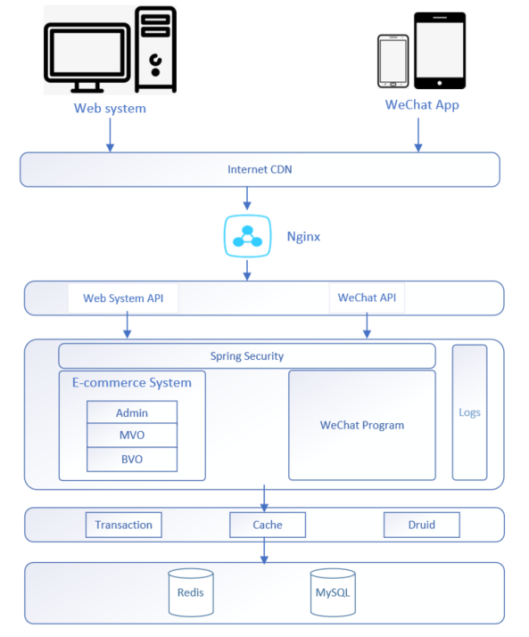 Web system
WeChat App
Internet CDN
Nginx
Web System API
WeChat API
Spring Security
E-commerce System
Admin
MVO
BVO
WeChat Program
Logs
Transaction
Cache
Druid
Redis
MySQL